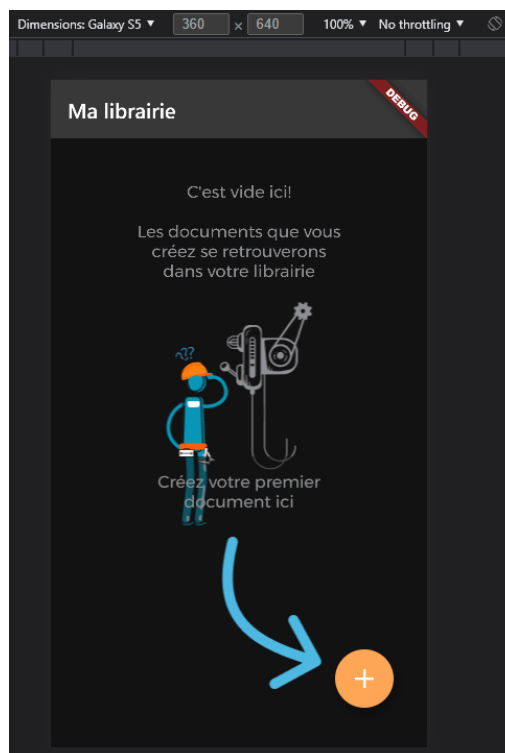 Dimensions: Galaxy S5 ▼ 360 × 640 100% ▼ No throttling ▼
Ma librairie
DEBUG
C'est vide ici!
Les documents que vous
créez se retrouverons
dans votre librairie
???
Créez votre premier
document ici
+